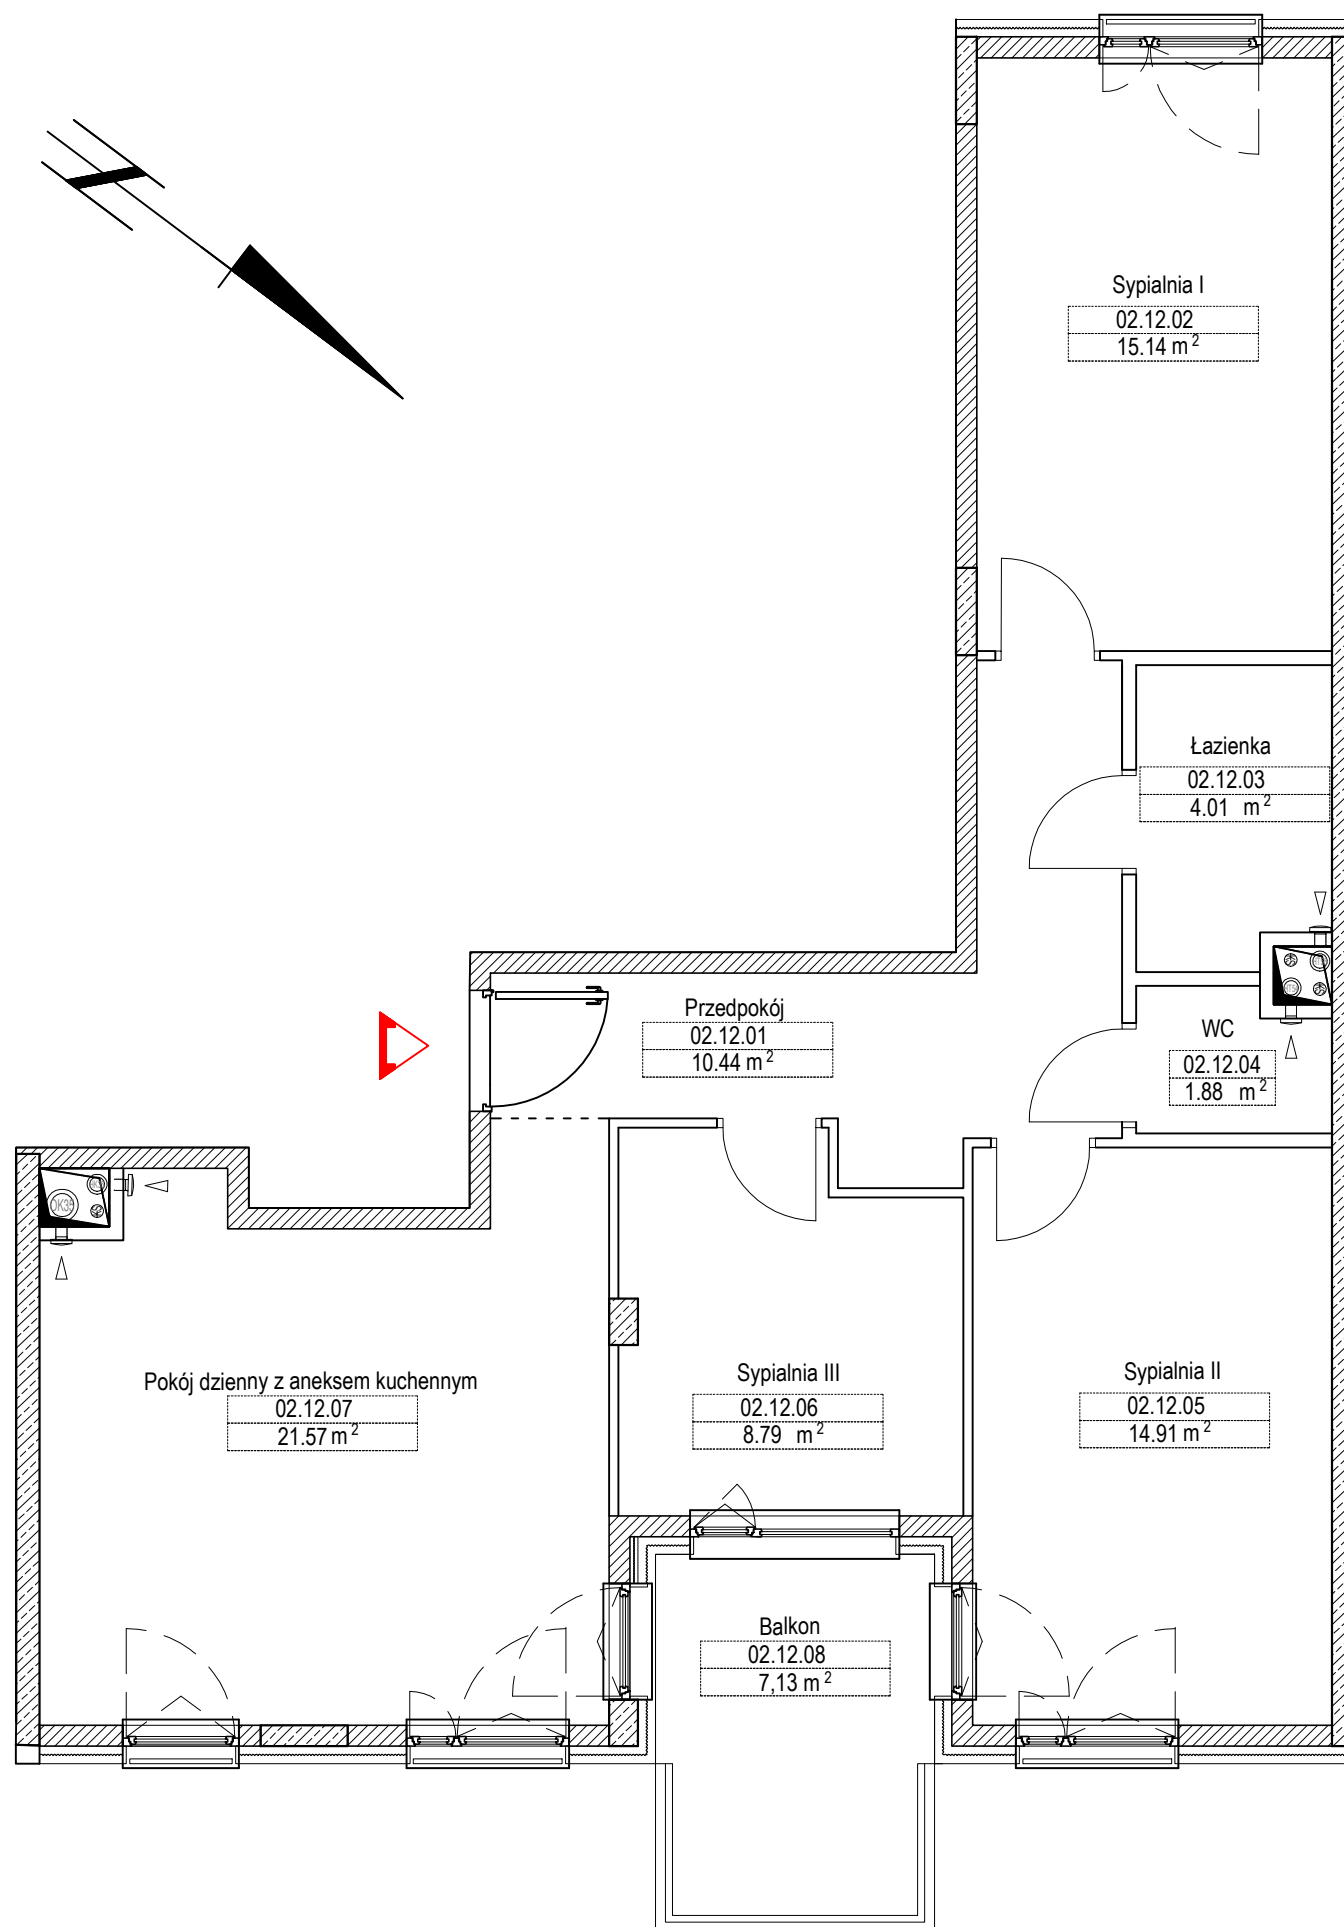 Sypialnia I
02.12.02
15.14 m²
Łazienka
02.12.03
4.01 m²
Przedpokój
02.12.01
10.44 m²
WC
02.12.04
1.88 m²
OK35
Pokój dzienny z aneksem kuchennym
02.12.07
21.57 m²
Sypialnia III
02.12.06
8.79 m²
Sypialnia II
02.12.05
14.91 m²
Balkon
02.12.08
7,13 m²